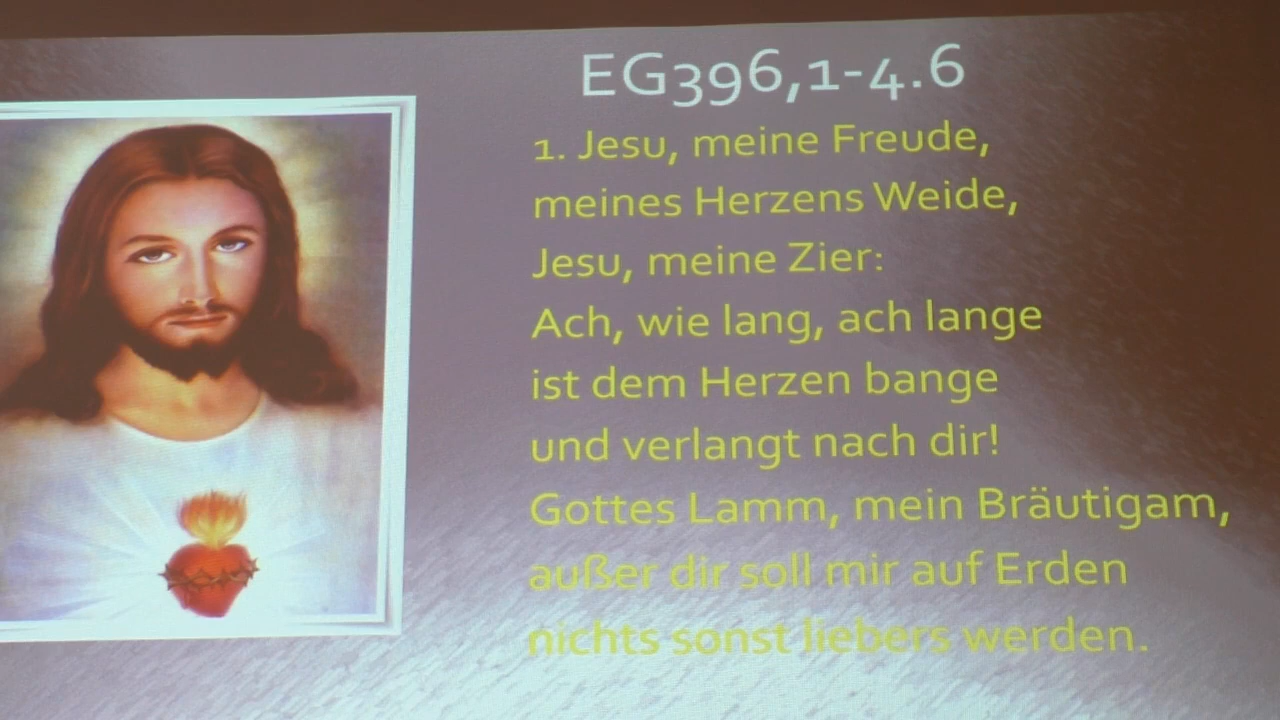 EG396,1-4.6
1. Jesu, meine Freude,
meines Herzens Weide,
Jesu, meine Zier:
Ach, wie lang, ach lange
ist dem Herzen bange
und verlangt nach dir!
Gottes Lamm, mein Bräutigam,
außer dir soll mir auf Erden
nichts sonst liebers werden.